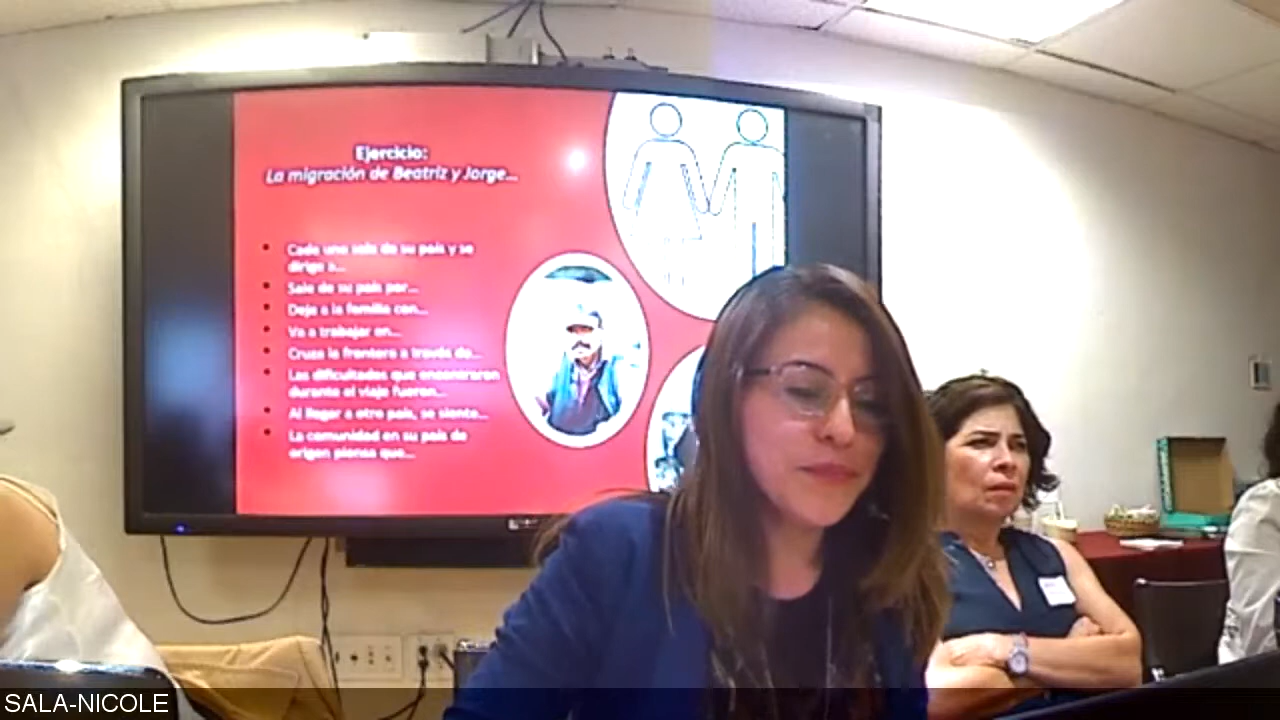 Ejercicio:
La migración de Beatriz y Jorge...
Cada uno sale de su país y se
dirige a...
Sale de su país por...
Deja a la familia con...
Va a trabajar en...
Cruza la frontera a través de...
Las dificultades que encontraron
durante el viaje fueron...
Al llegar a otro país, se siente...
La comunidad en su país de
origen piensa que...
SALA-NICOLE